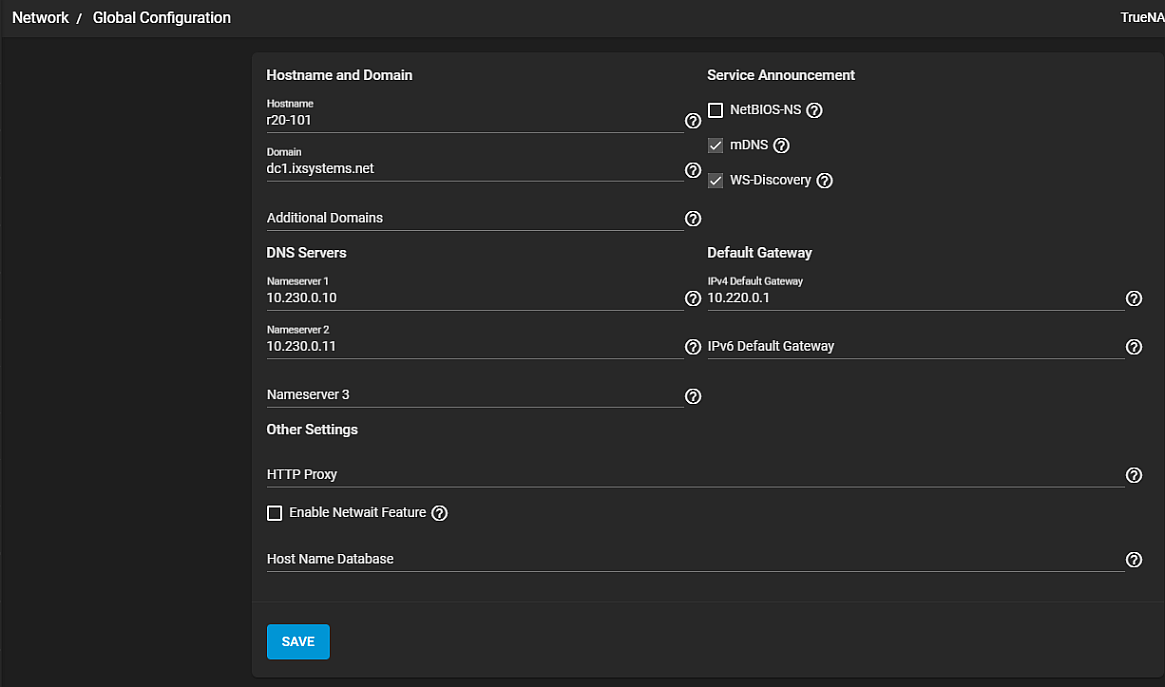 Network / Global Configuration
TrueNA
Hostname and Domain
Hostname
r20-101
Domain
dc1.ixsystems.net
Additional Domains
Service Announcement
NetBIOS-NS
mDNS
WS-Discovery
DNS Servers
Nameserver 1
10.230.0.10
Nameserver 2
10.230.0.11
Nameserver 3
Default Gateway
IPv4 Default Gateway
10.220.0.1
IPv6 Default Gateway
Other Settings
HTTP Proxy
Enable Netwait Feature
Host Name Database
SAVE